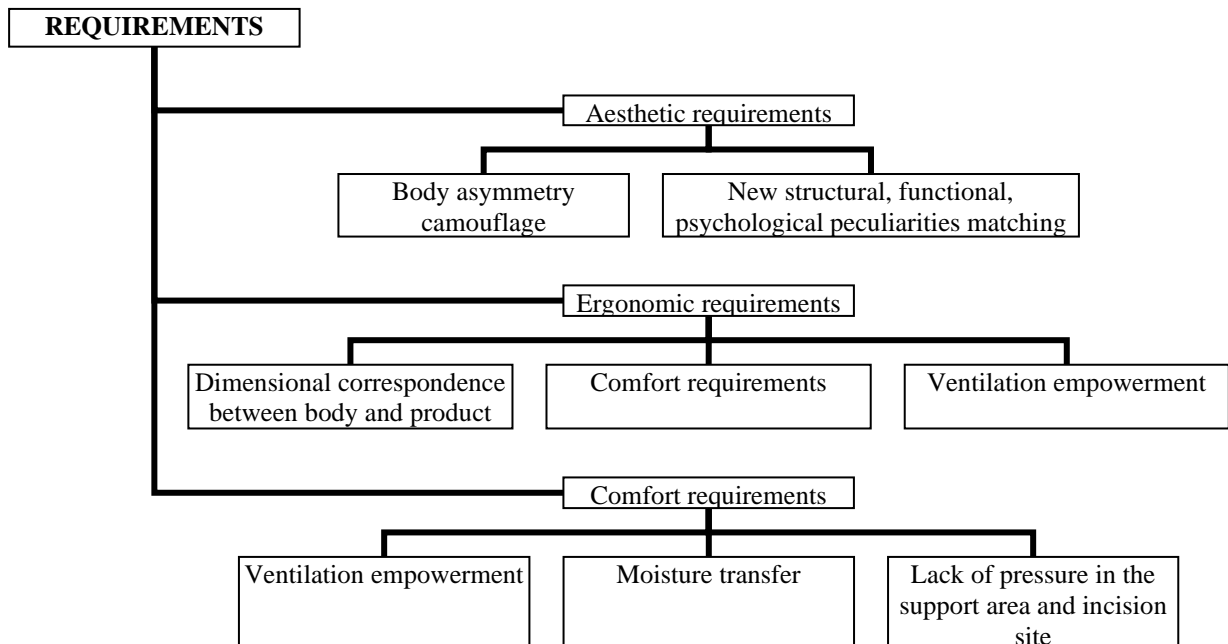 REQUIREMENTS
Aesthetic requirements
Body asymmetry
camouflage
New structural, functional,
psychological peculiarities matching
Ergonomic requirements
Dimensional correspondence
between body and product
Comfort requirements
Ventilation empowerment
Comfort requirements
Ventilation empowerment
Moisture transfer
Lack of pressure in the
support area and incision
site